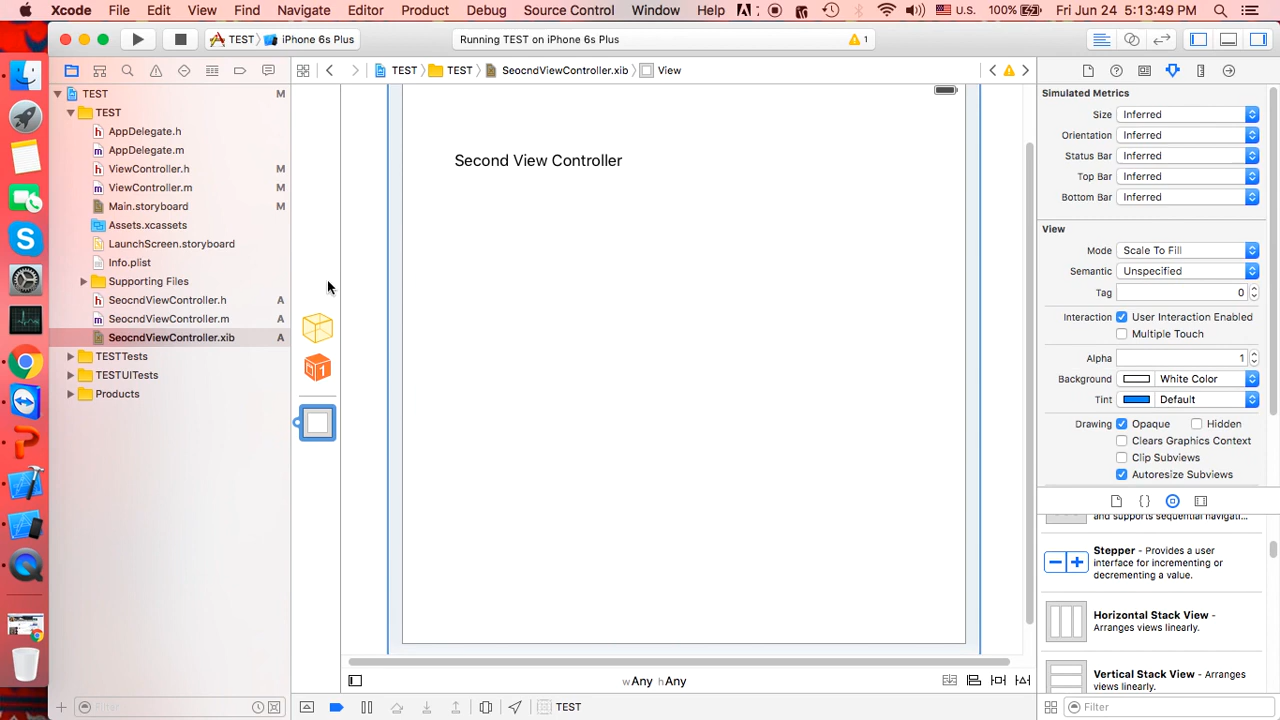 Xcode File Edit View Find Navigate Editor Product Debug Source Control Window Help U.S. 100% Fri Jun 24 5:13:49 PM
TEST iPhone 6s Plus Running TEST on iPhone 6s Plus 1
TEST TEST SeocndViewController.xib View
TEST M
TEST
AppDelegate.h
AppDelegate.m
ViewController.h M
ViewController.m M
Main.storyboard M
Assets.xcassets
LaunchScreen.storyboard
Info.plist
Supporting Files
SeocndViewController.h A
SeocndViewController.m A
SeocndViewController.xib A
TESTTests
TESTUITests
Products
Filter
1
Second View Controller
wAny hAny
TEST
Simulated Metrics
Size Inferred
Orientation Inferred
Status Bar Inferred
Top Bar Inferred
Bottom Bar Inferred
View
Mode Scale To Fill
Semantic Unspecified
Tag 0
Interaction User Interaction Enabled
Multiple Touch
Alpha 1
Background White Color
Tint Default
Drawing Opaque Hidden
Clears Graphics Context
Clip Subviews
Autoresize Subviews
and supports sequential navigati...
Stepper - Provides a user
interface for incrementing or
decrementing a value.
Horizontal Stack View -
Arranges views linearly.
Vertical Stack View - Arranges
views linearly.
Filter